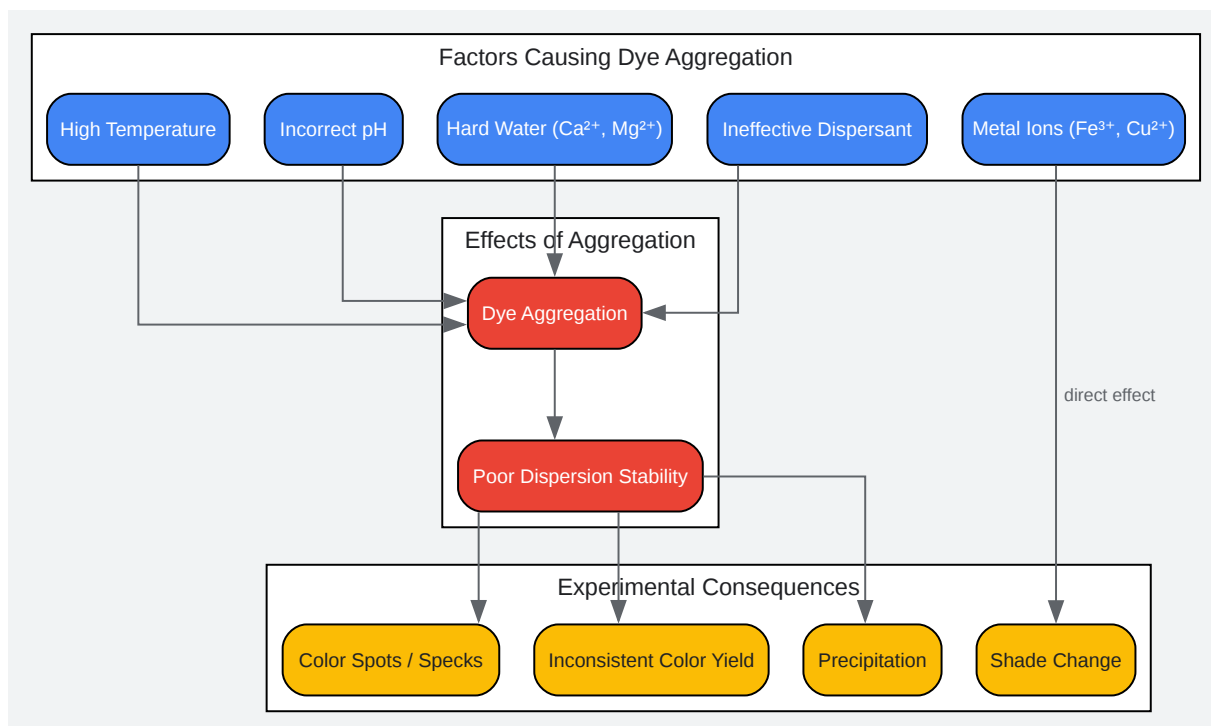 Factors Causing Dye Aggregation
High Temperature
Incorrect pH
Hard Water (Ca²⁺, Mg²⁺)
Ineffective Dispersant
Metal Ions (Fe³⁺, Cu²⁺)
Effects of Aggregation
Dye Aggregation
direct effect
Poor Dispersion Stability
Experimental Consequences
Color Spots / Specks
Inconsistent Color Yield
Precipitation
Shade Change